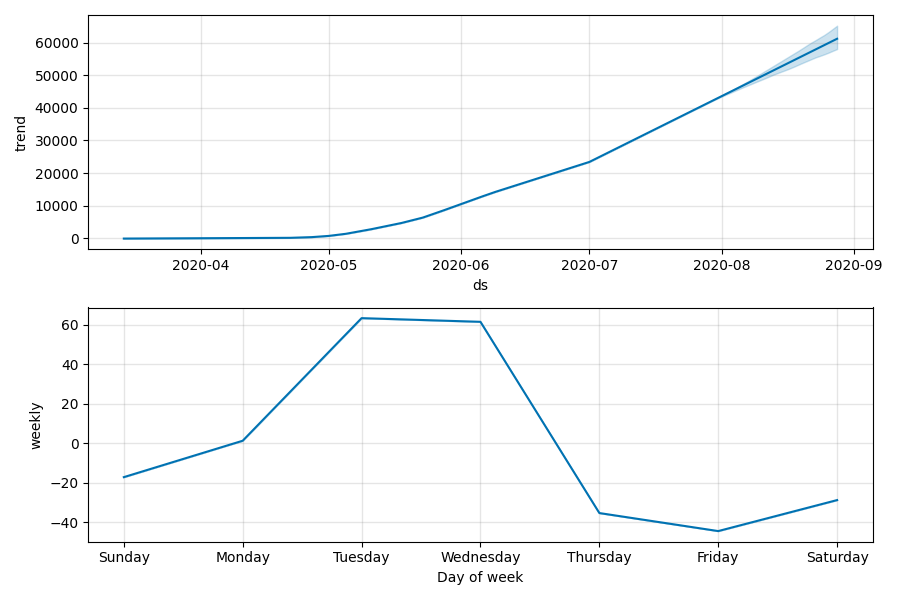 60000
50000
40000
30000
20000
10000
0
trend
2020-04 2020-05 2020-06 2020-07 2020-08 2020-09
ds
60
40
20
0
−20
−40
weekly
Sunday Monday Tuesday Wednesday Thursday Friday Saturday
Day of week